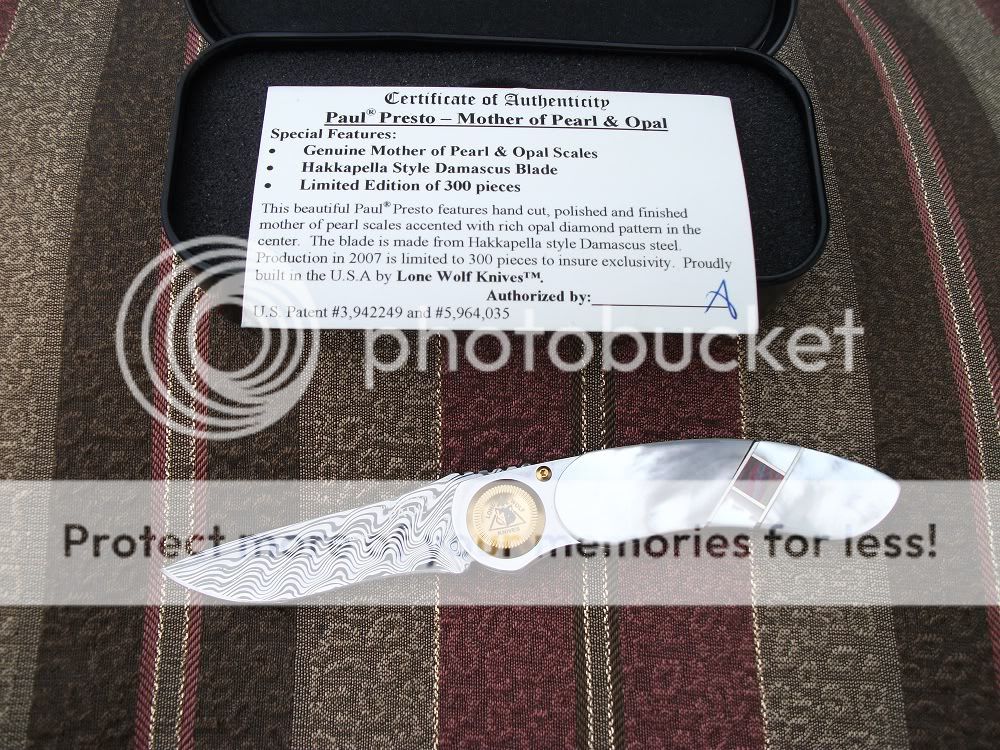 Certificate of Authenticity
Paul® Presto – Mother of Pearl & Opal
Special Features:
• Genuine Mother of Pearl & Opal Scales
• Hakkapella Style Damascus Blade
• Limited Edition of 300 pieces
This beautiful Paul® Presto features hand cut, polished and finished
mother of pearl scales accented with rich opal diamond pattern in the
center. The blade is made from Hakkapella style Damascus steel.
Production in 2007 is limited to 300 pieces to insure exclusivity. Proudly
built in the U.S.A by Lone Wolf Knives™.
Authorized by:
U.S. Patent #3,942249 and #5,964,035
photobucket
Protect more of your memories for less!
KNIVES